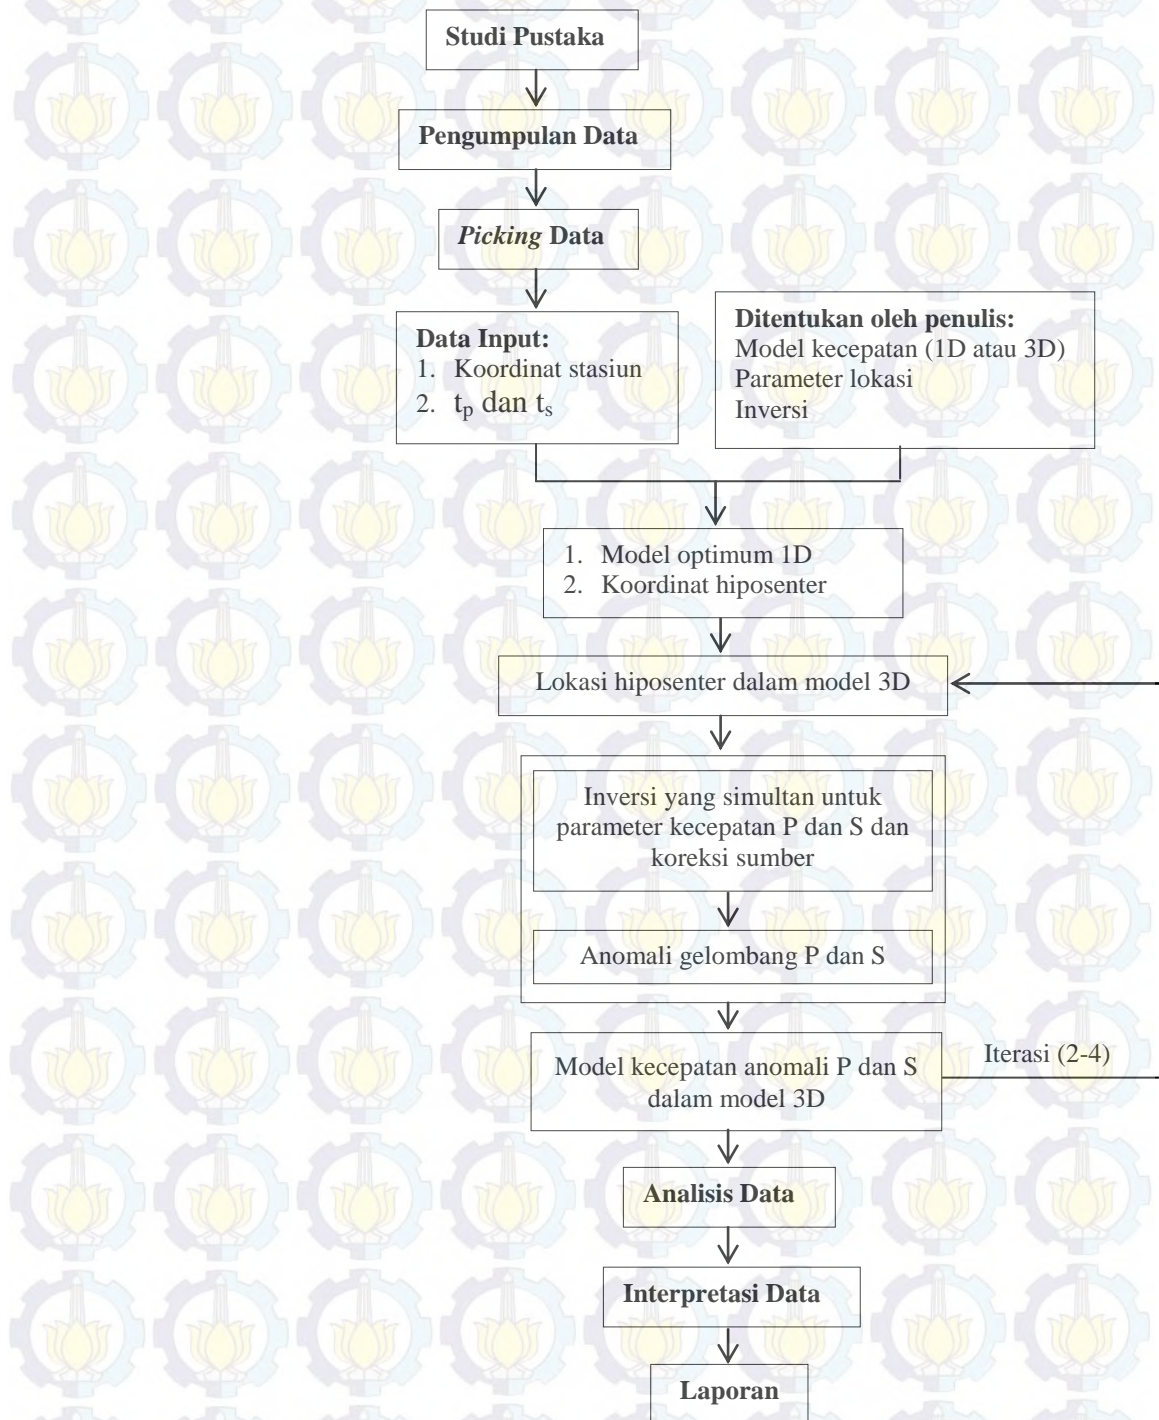 Studi Pustaka
Pengumpulan Data
Picking Data
Data Input:
1. Koordinat stasiun
2. tp dan ts
Ditentukan oleh penulis:
Model kecepatan (1D atau 3D)
Parameter lokasi
Inversi
1. Model optimum 1D
2. Koordinat hiposenter
Lokasi hiposenter dalam model 3D
Inversi yang simultan untuk
parameter kecepatan P dan S dan
koreksi sumber
Anomali gelombang P dan S
Model kecepatan anomali P dan S
dalam model 3D
Iterasi (2-4)
Analisis Data
Interpretasi Data
Laporan